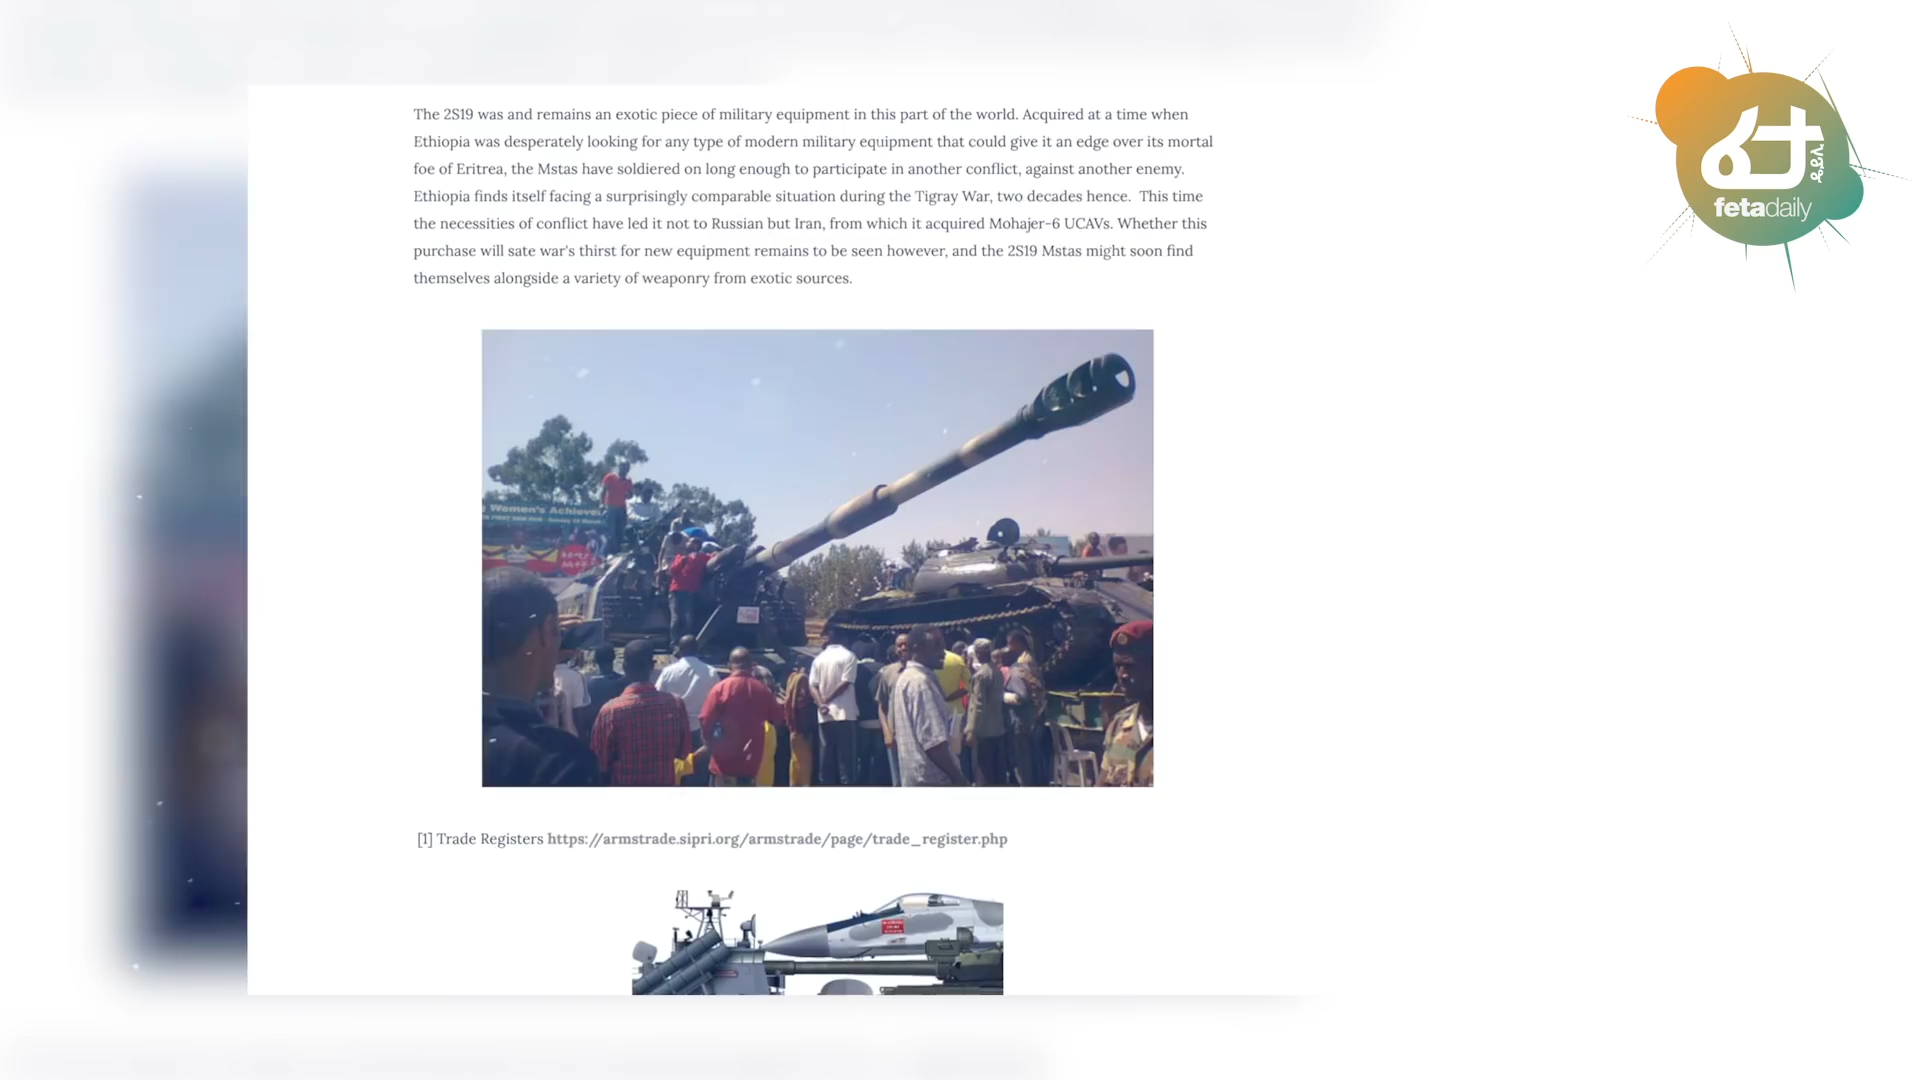 The 2S19 was and remains an exotic piece of military equipment in this part of the world. Acquired at a time when
Ethiopia was desperately looking for any type of modern military equipment that could give it an edge over its mortal
foe of Eritrea, the Mstas have soldiered on long enough to participate in another conflict, against another enemy.
Ethiopia finds itself facing a surprisingly comparable situation during the Tigray War, two decades hence.  This time
the necessities of conflict have led it not to Russian but Iran, from which it acquired Mohajer-6 UCAVs. Whether this
purchase will sate war's thirst for new equipment remains to be seen however, and the 2S19 Mstas might soon find
themselves alongside a variety of weaponry from exotic sources.
ፈታ
fetadaily
Women's Achieve
[1] Trade Registers https://armstrade.sipri.org/armstrade/page/trade_register.php